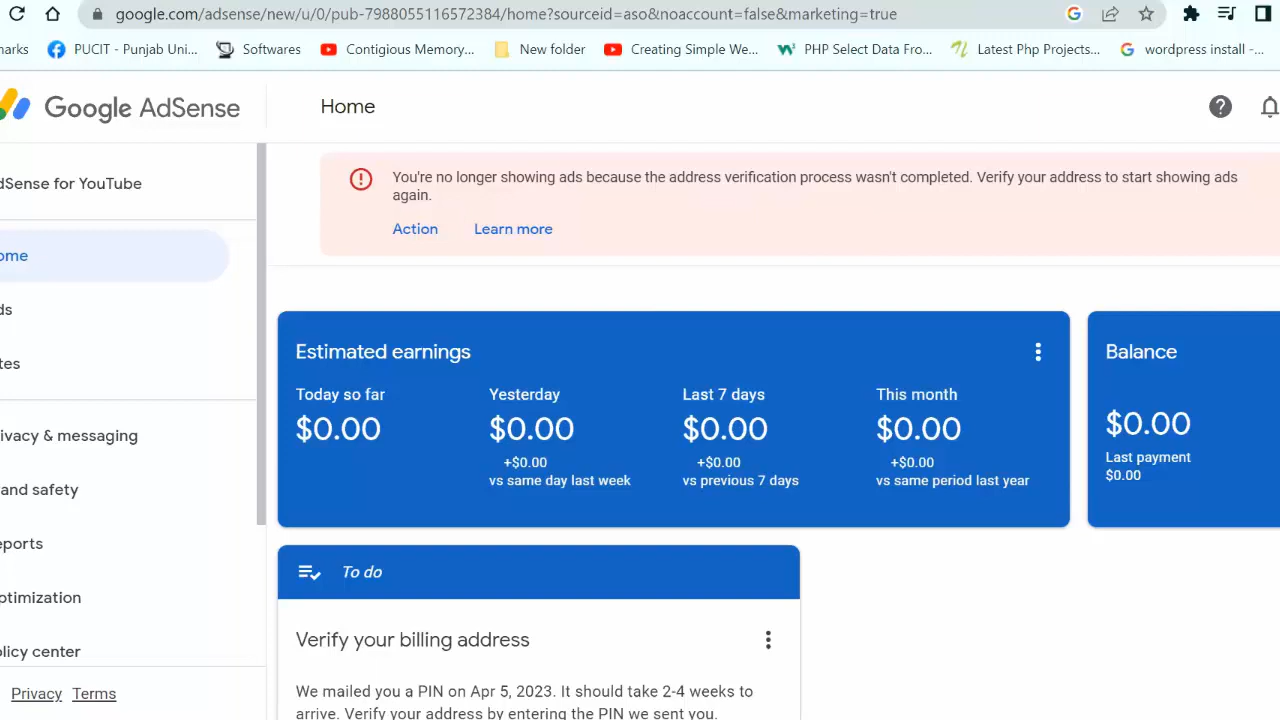 google.com/adsense/new/u/0/pub-7988055116572384/home?sourceid=aso&noaccount=false&marketing=true
arks PUCIT - Punjab Uni... Softwares Contigious Memory... New folder Creating Simple We... PHP Select Data Fro... Latest Php Projects... wordpress install -...
Google AdSense
Home
dSense for YouTube
ome
ds
tes
ivacy & messaging
and safety
eports
ptimization
licy center
Privacy Terms
You're no longer showing ads because the address verification process wasn't completed. Verify your address to start showing ads
again.
Action Learn more
Estimated earnings
Today so far Yesterday Last 7 days This month
$0.00 $0.00 $0.00 $0.00
+$0.00 +$0.00 +$0.00
vs same day last week vs previous 7 days vs same period last year
Balance
$0.00
Last payment
$0.00
To do
Verify your billing address
We mailed you a PIN on Apr 5, 2023. It should take 2-4 weeks to
arrive. Verify your address by entering the PIN we sent you.